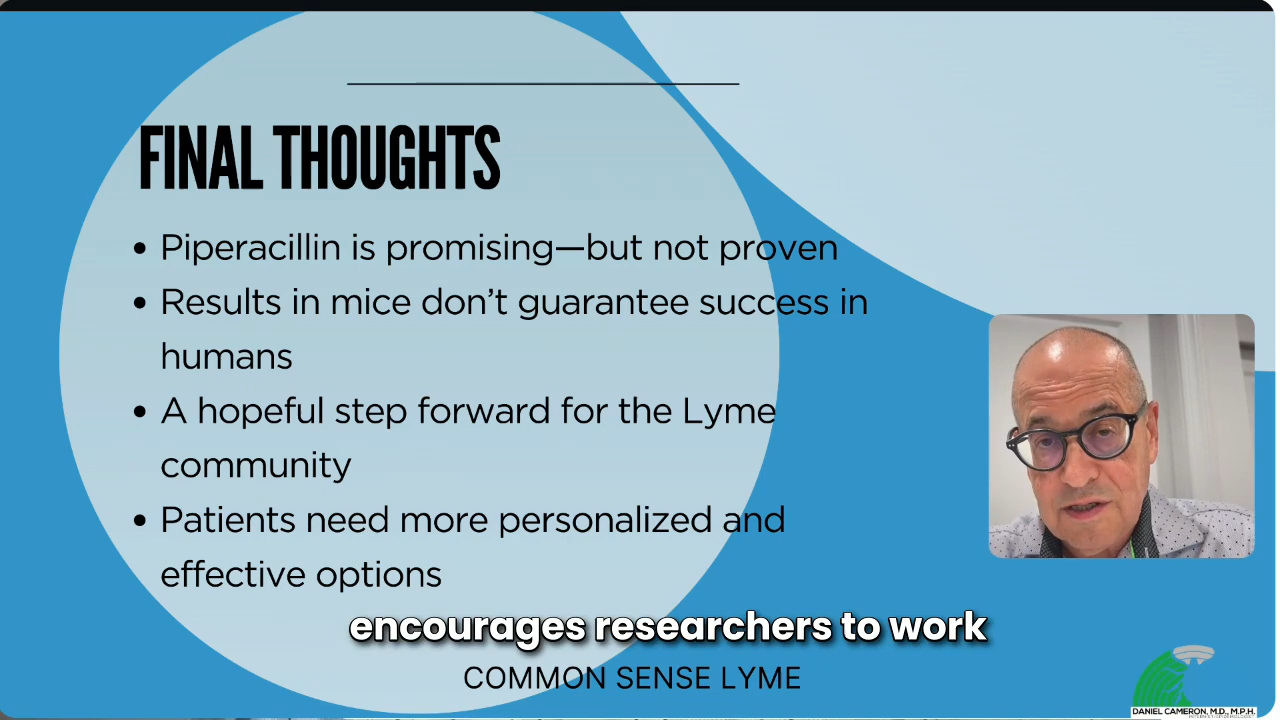 FINAL THOUGHTS
• Piperacillin is promising—but not proven
• Results in mice don’t guarantee success in
humans
• A hopeful step forward for the Lyme
community
• Patients need more personalized and
effective options
encourages researchers to work
COMMON SENSE LYME
DANIEL CAMERON, M.D., M.P.H.